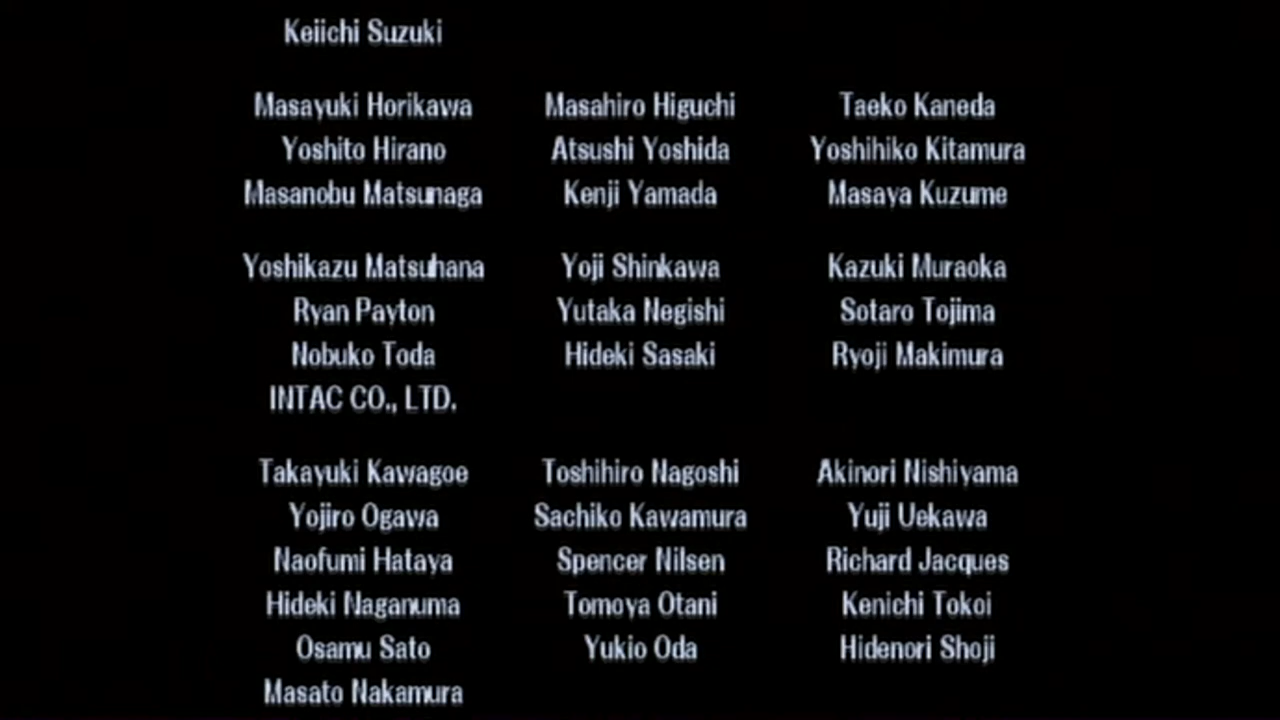 Keiichi Suzuki
Masayuki Horikawa Masahiro Higuchi Taeko Kaneda
Yoshito Hirano Atsushi Yoshida Yoshihiko Kitamura
Masanobu Matsunaga Kenji Yamada Masaya Kuzume
Yoshikazu Matsuhana Yoji Shinkawa Kazuki Muraoka
Ryan Payton Yutaka Negishi Sotaro Tojima
Nobuko Toda Hideki Sasaki Ryoji Makimura
INTAC CO., LTD.
Takayuki Kawagoe Toshihiro Nagoshi Akinori Nishiyama
Yojiro Ogawa Sachiko Kawamura Yuji Uekawa
Naofumi Hataya Spencer Nilsen Richard Jacques
Hideki Naganuma Tomoya Otani Kenichi Tokoi
Osamu Sato Yukio Oda Hidenori Shoji
Masato Nakamura